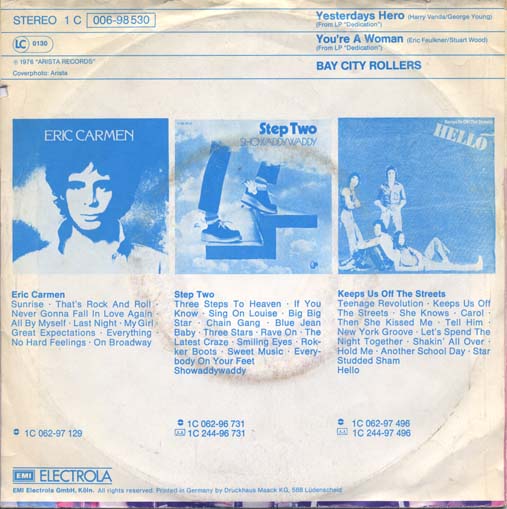 STEREO 1 C 006-98 530
LC 0130
℗ 1976 "ARISTA RECORDS"
Coverphoto: Arista
Yesterdays Hero (Harry Vanda/George Young)
(From LP "Dedication")
You're A Woman (Eric Faulkner/Stuart Wood)
(From LP "Dedication")
BAY CITY ROLLERS
ERIC CARMEN
Step Two
SHOWADDYWADDY
Keeps Us Off The Streets
HELLO
Eric Carmen
Sunrise · That's Rock And Roll ·
Never Gonna Fall In Love Again
All By Myself · Last Night · My Girl
Great Expectations · Everything
No Hard Feelings · On Broadway
1C 062-97 129
Step Two
Three Steps To Heaven · If You
Know · Sing On Louise · Big Big
Star · Chain Gang · Blue Jean
Baby · Three Stars · Rave On · The
Latest Craze · Smiling Eyes · Rok-
ker Boots · Sweet Music · Every-
body On Your Feet
Showaddywaddy
1C 062-96 731
1C 244-96 731
Keeps Us Off The Streets
Teenage Revolution · Keeps Us Off
The Streets · She Knows · Carol ·
Then She Kissed Me · Tell Him ·
New York Groove · Let's Spend The
Night Together · Shakin' All Over ·
Hold Me · Another School Day · Star
Studded Sham
Hello
1C 062-97 496
1C 244-97 496
EMI ELECTROLA
EMI Electrola GmbH, Köln. All rights reserved. Printed in Germany by Druckhaus Maack KG, 588 Lüdenscheid